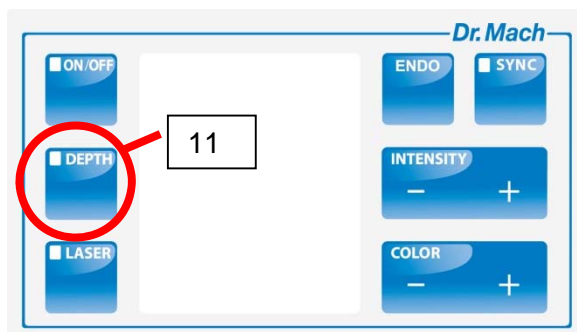 Dr. Mach
ON/OFF
ENDO
SYNC
DEPTH
11
INTENSITY
- +
LASER
COLOR
- +